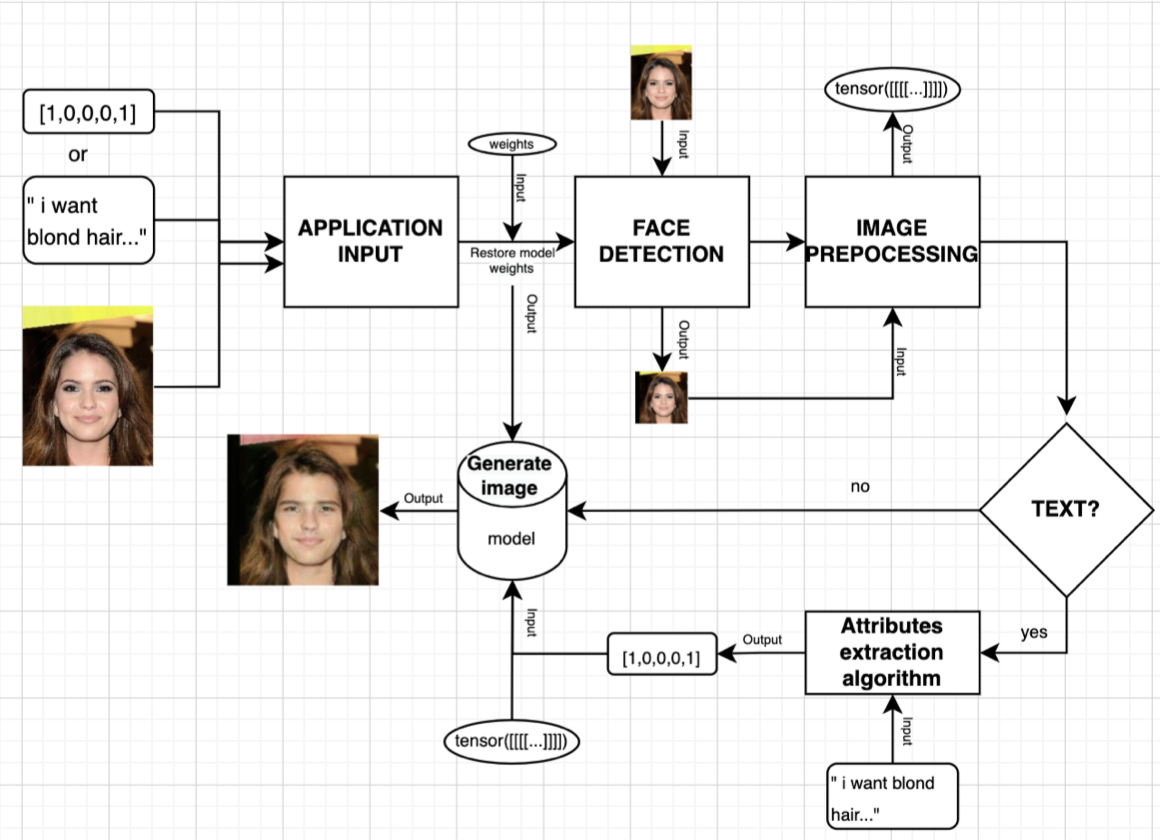 [1,0,0,0,1]
or
" i want
blond hair..."
APPLICATION
INPUT
weights
Input
Restore model
weights
Output
Input
FACE
DETECTION
Output
tensor([[[[...]]]])
Output
IMAGE
PREPOCESSING
Input
TEXT?
no
yes
Generate
image
model
Output
Input
[1,0,0,0,1]
Output
Attributes
extraction
algorithm
Input
" i want blond
hair..."
tensor([[[[...]]]])